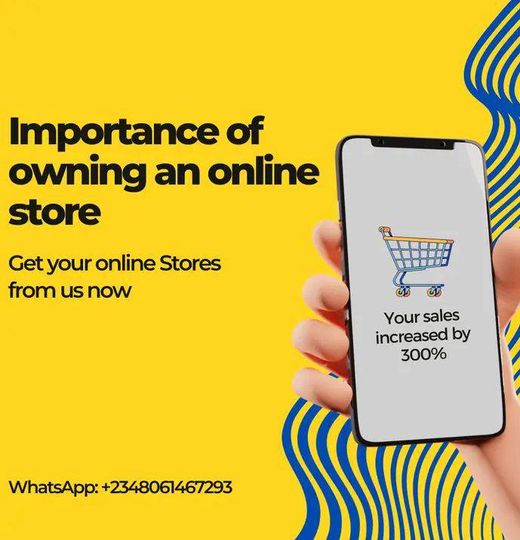 Importance of
owning an online
store
Get your online Stores
from us now
Your sales
increased by
300%
WhatsApp: +2348061467293